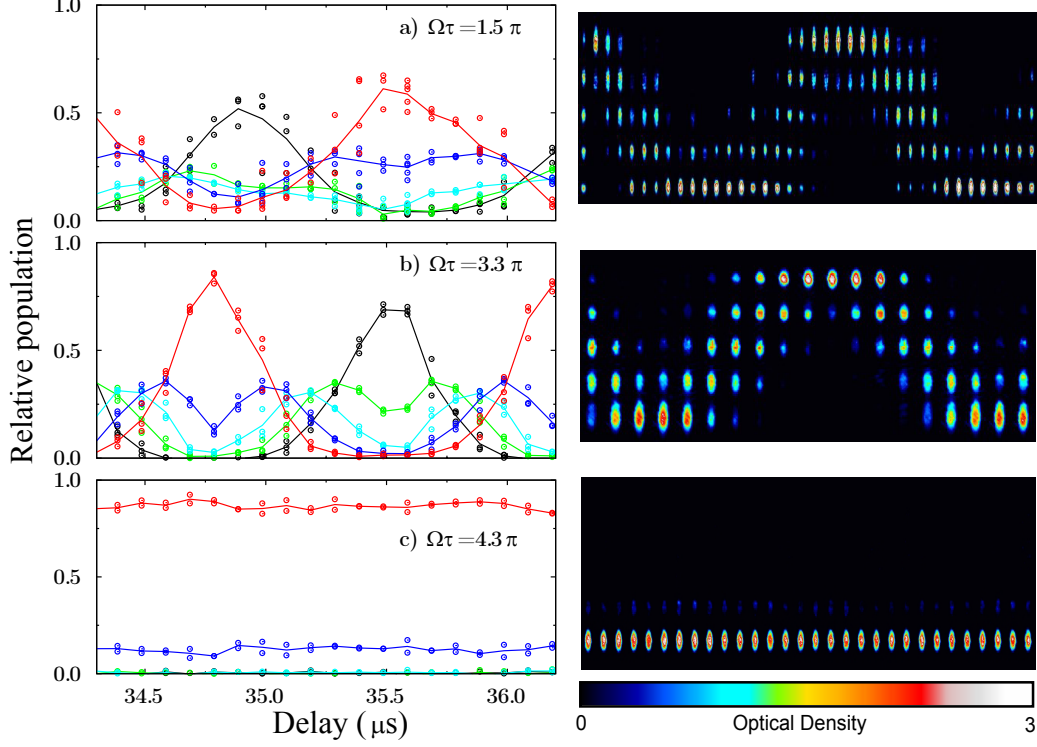 1.0
a) Ωτ=1.5 π
0.5
0.0
1.0
b) Ωτ=3.3 π
0.5
0.0
1.0
c) Ωτ=4.3 π
0.5
0.0
34.5 35.0 35.5 36.0
Delay (μs)
Relative population
0 Optical Density 3